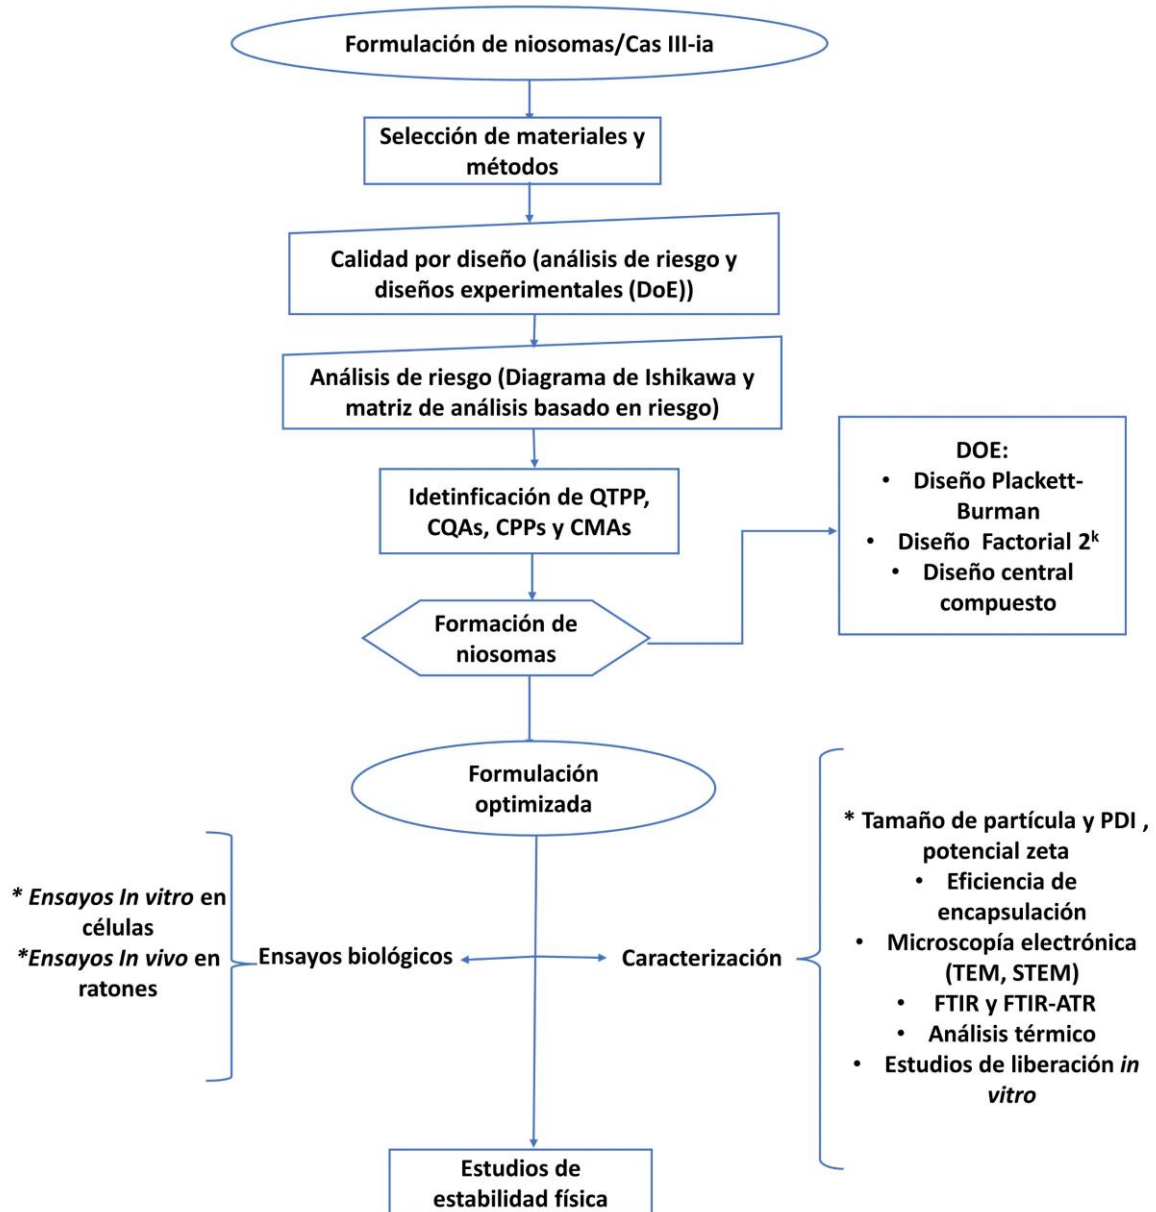 Formulación de niosomas/Cas III-ia
Selección de materiales y
métodos
Calidad por diseño (análisis de riesgo y
diseños experimentales (DoE))
Análisis de riesgo (Diagrama de Ishikawa y
matriz de análisis basado en riesgo)
Idetinficación de QTPP,
CQAs, CPPs y CMAs
DOE:
• Diseño Plackett-
Burman
• Diseño Factorial 2ᵏ
• Diseño central
compuesto
Formación de
niosomas
Formulación
optimizada
* Ensayos In vitro en
células
*Ensayos In vivo en
ratones
Ensayos biológicos
Caracterización
* Tamaño de partícula y PDI ,
potencial zeta
• Eficiencia de
encapsulación
• Microscopía electrónica
(TEM, STEM)
• FTIR y FTIR-ATR
• Análisis térmico
• Estudios de liberación in
vitro
Estudios de
estabilidad física